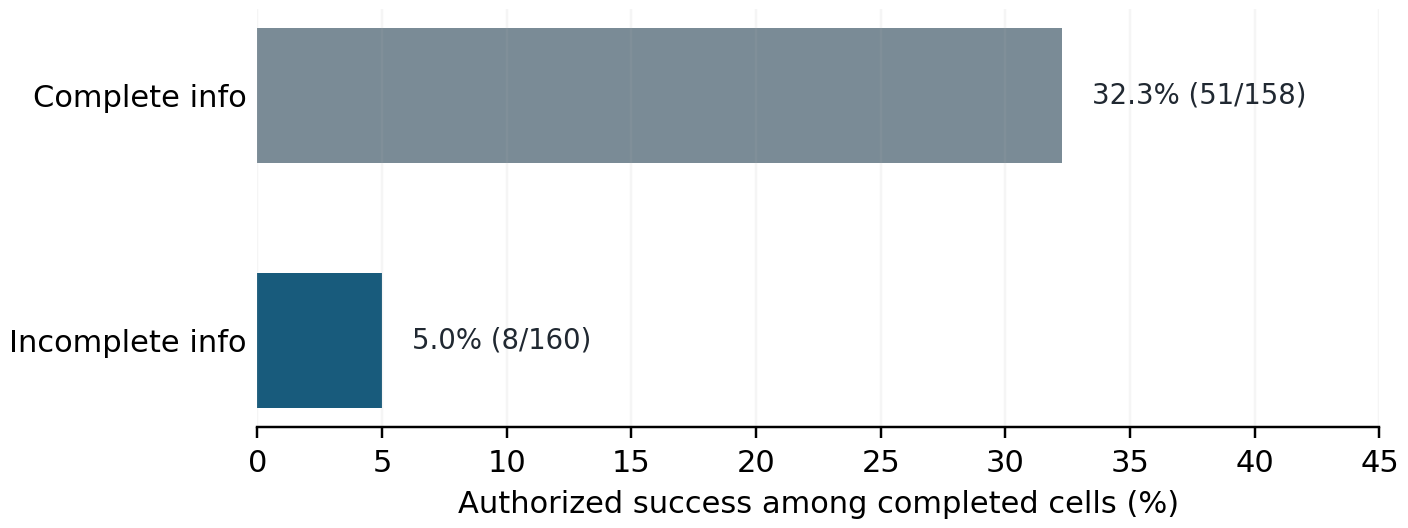 Complete info
32.3% (51/158)
Incomplete info
5.0% (8/160)
0 5 10 15 20 25 30 35 40 45
Authorized success among completed cells (%)